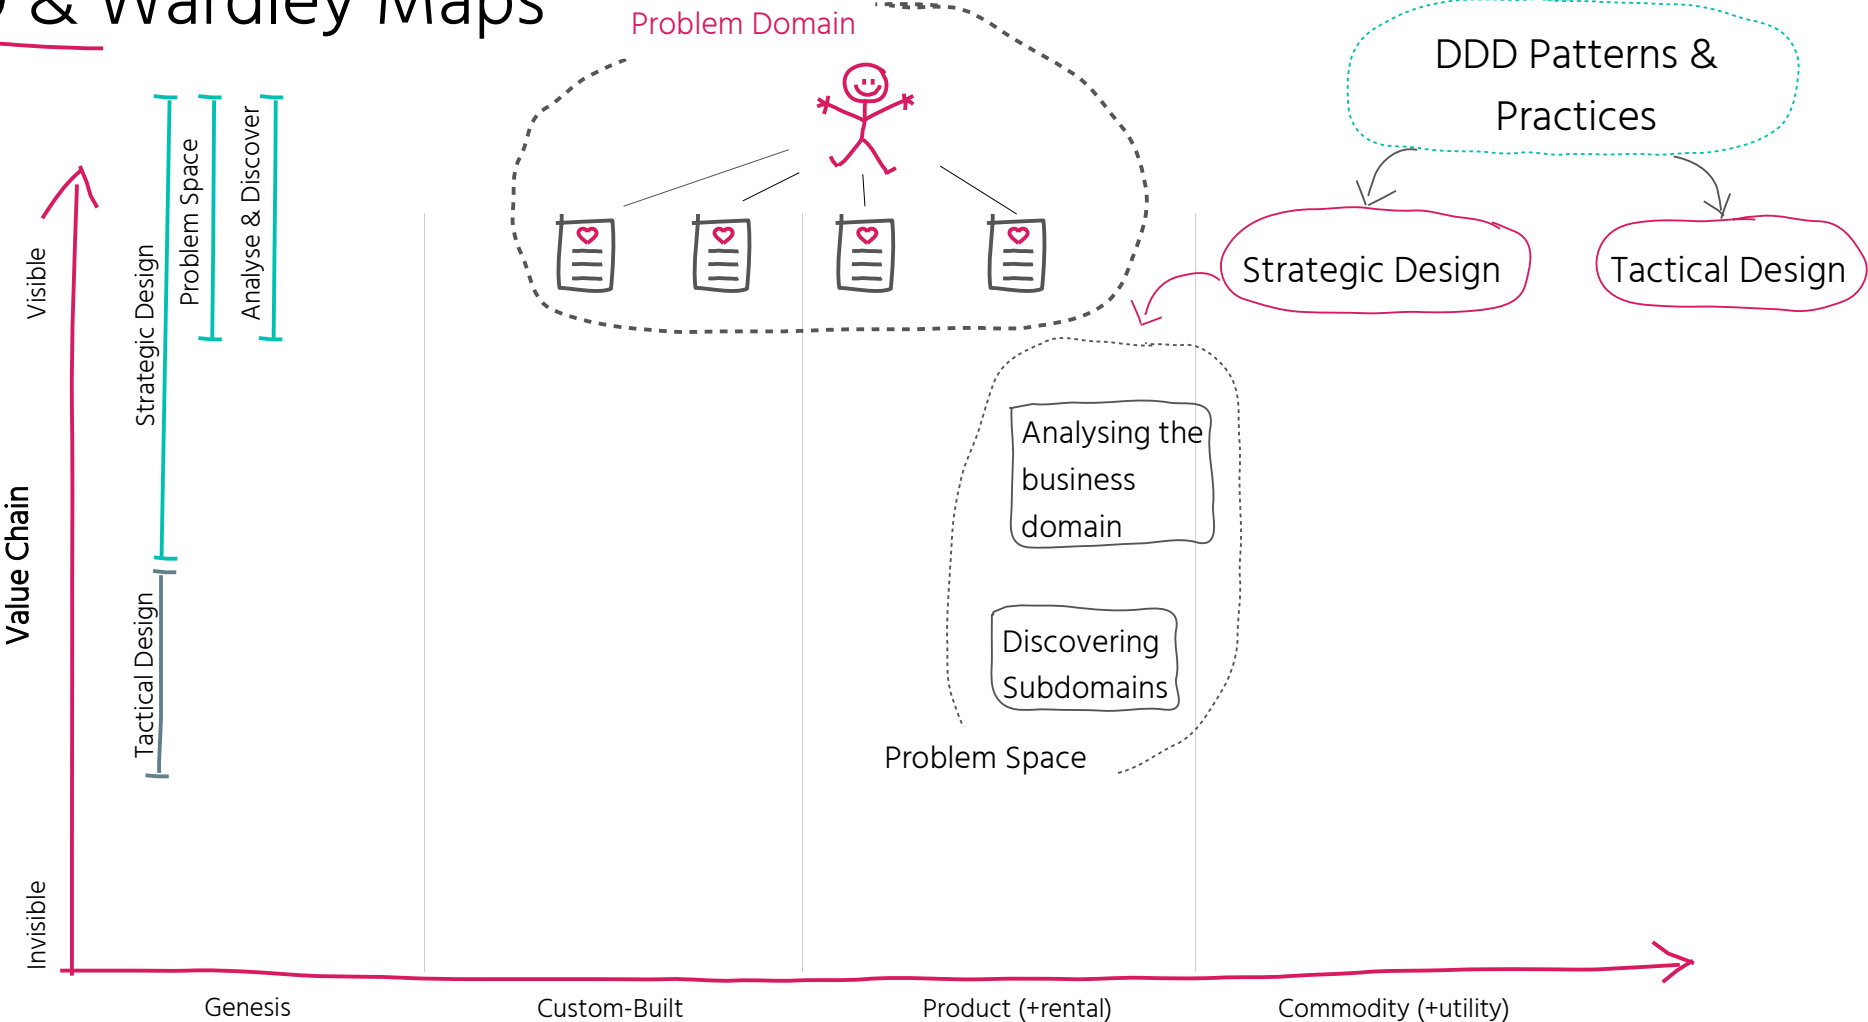 & Wardley Maps
Problem Domain
DDD Patterns &
Practices
Strategic Design
Tactical Design
Analysing the
business
domain
Discovering
Subdomains
Problem Space
Value Chain
Visible
Invisible
Strategic Design
Problem Space
Analyse & Discover
Tactical Design
Genesis
Custom-Built
Product (+rental)
Commodity (+utility)